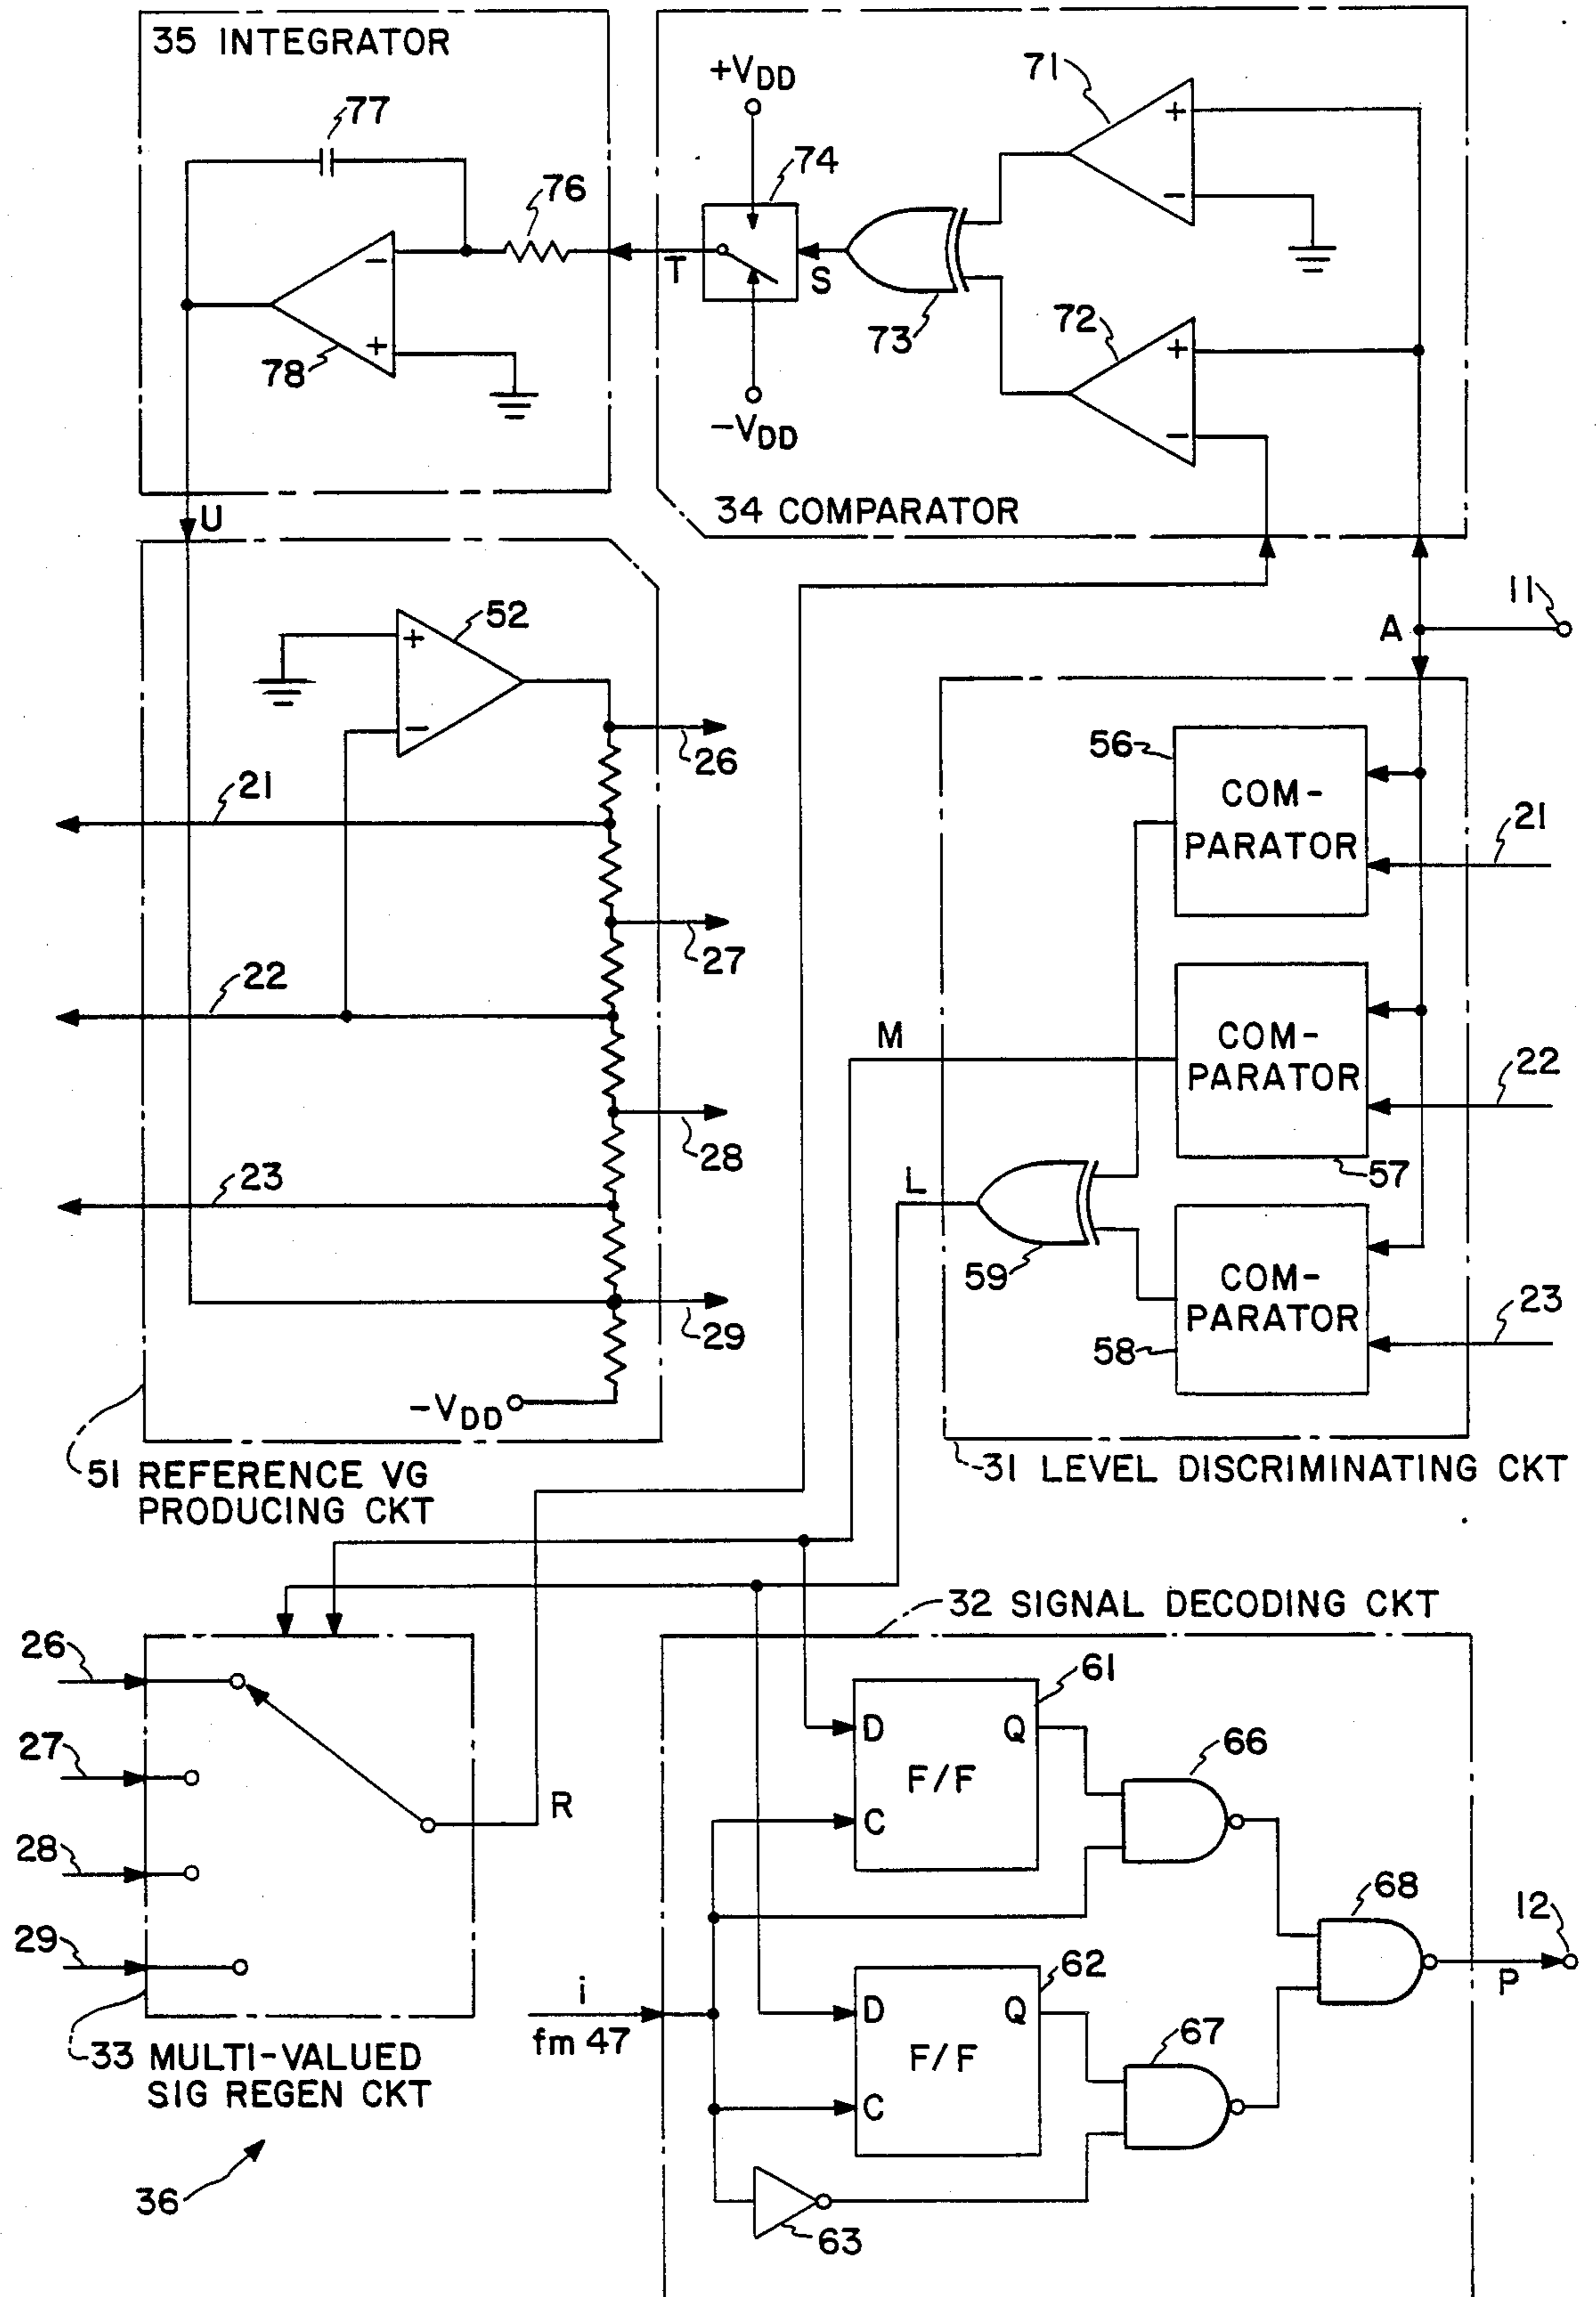 35 INTEGRATOR
77
76
78
+VDD
74
T
S
-VDD
73
71
+
-
72
+
-
-
+
34 COMPARATOR
U
11
A
52
+
-
26
21
27
22
28
23
29
-VDD
51 REFERENCE VG
PRODUCING CKT
56
COM-
PARATOR
21
M
COM-
PARATOR
22
57
L
59
COM-
PARATOR
23
58
31 LEVEL DISCRIMINATING CKT
32 SIGNAL DECODING CKT
26
27
28
29
R
33 MULTI-VALUED
SIG REGEN CKT
36
i
fm 47
61
D
Q
F/F
C
66
68
12
P
62
D
Q
F/F
C
67
63